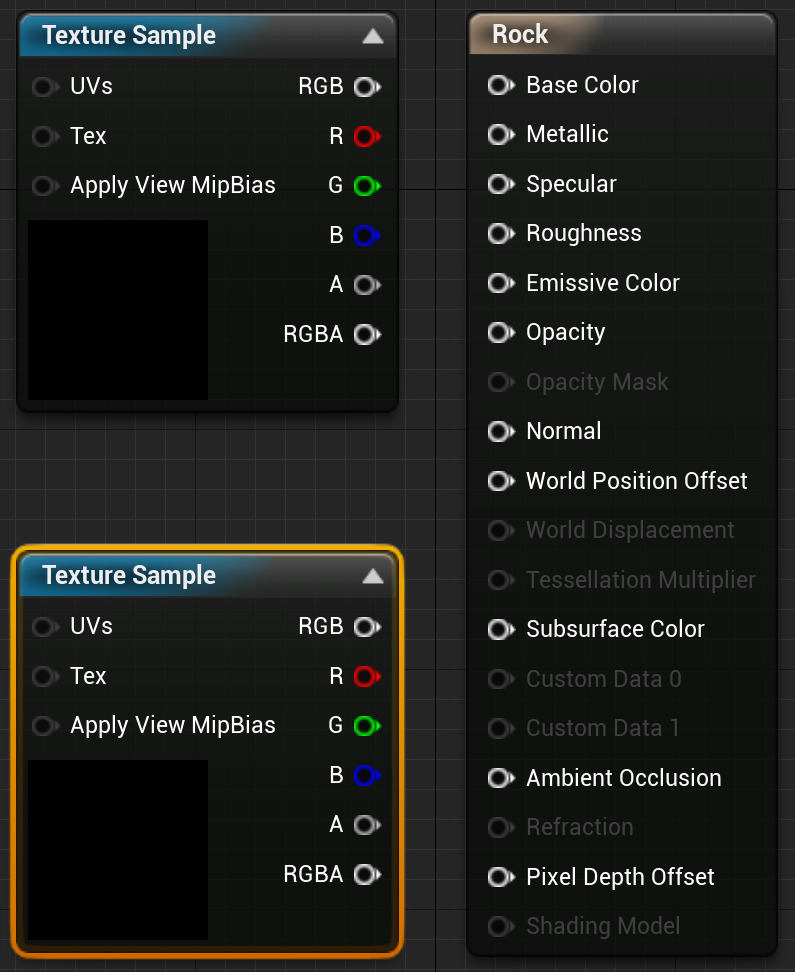 Texture Sample
UVs RGB
Tex R
Apply View MipBias G
B
A
RGBA
Texture Sample
UVs RGB
Tex R
Apply View MipBias G
B
A
RGBA
Rock
Base Color
Metallic
Specular
Roughness
Emissive Color
Opacity
Opacity Mask
Normal
World Position Offset
World Displacement
Tessellation Multiplier
Subsurface Color
Custom Data 0
Custom Data 1
Ambient Occlusion
Refraction
Pixel Depth Offset
Shading Model